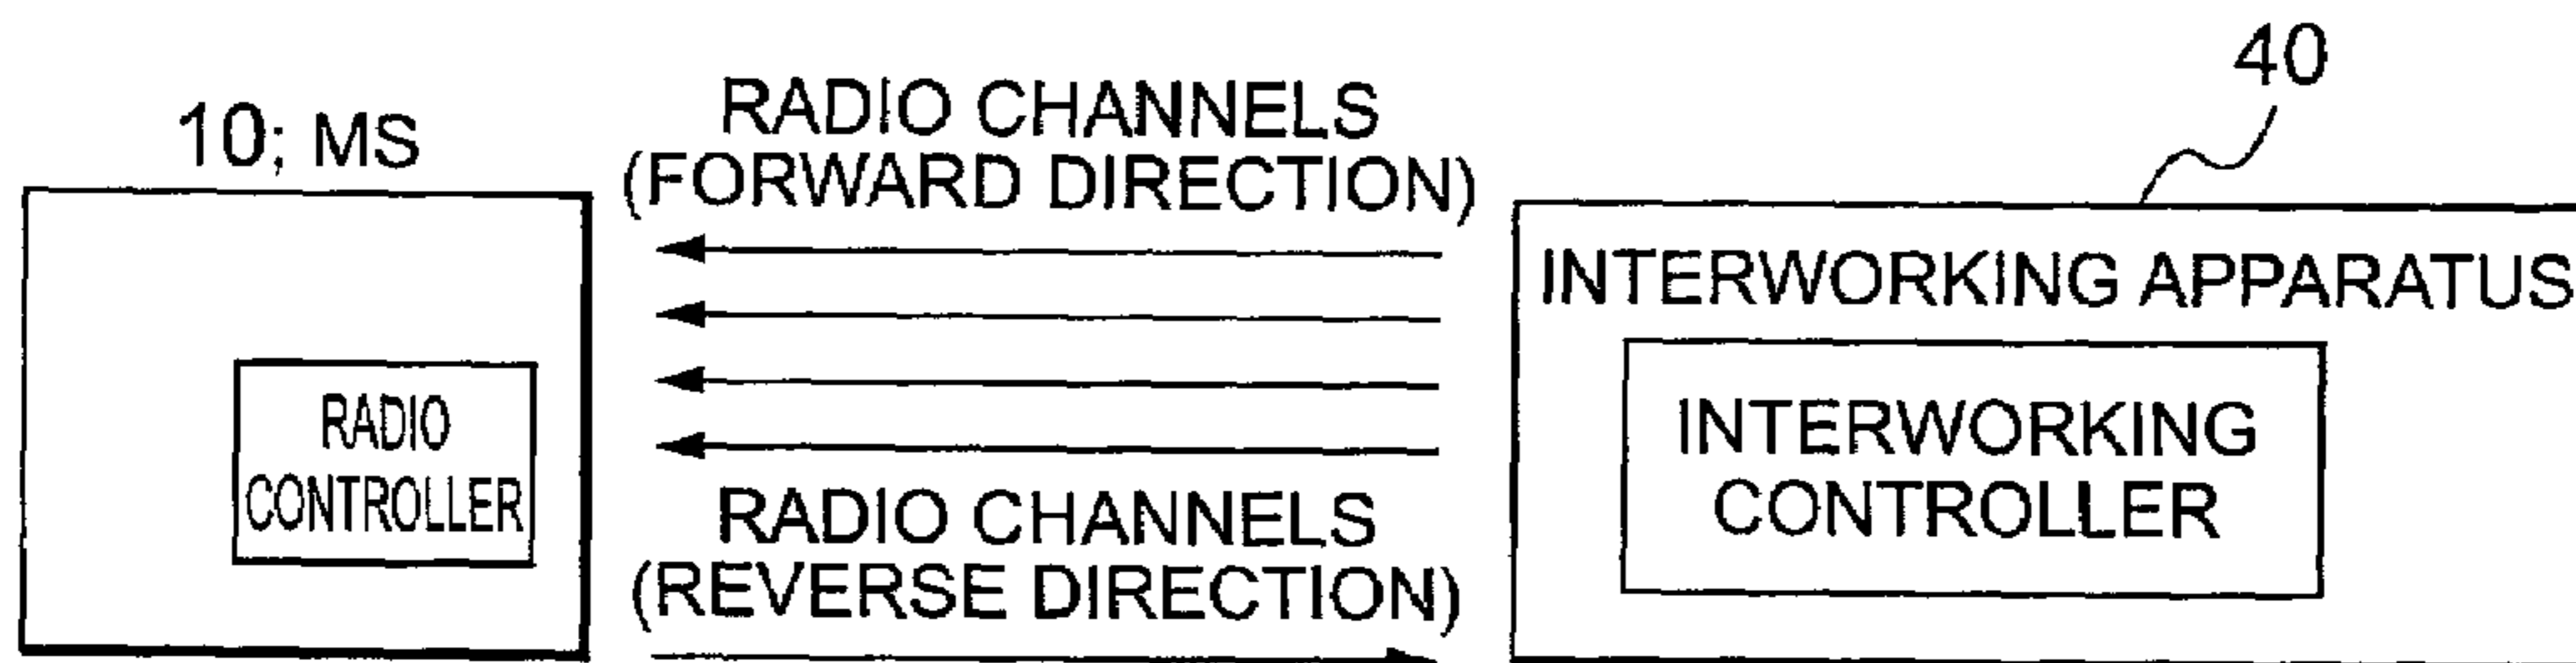 40
10; MS
RADIO CHANNELS
(FORWARD DIRECTION)
INTERWORKING APPARATUS
RADIO
CONTROLLER
INTERWORKING
CONTROLLER
RADIO CHANNELS
(REVERSE DIRECTION)